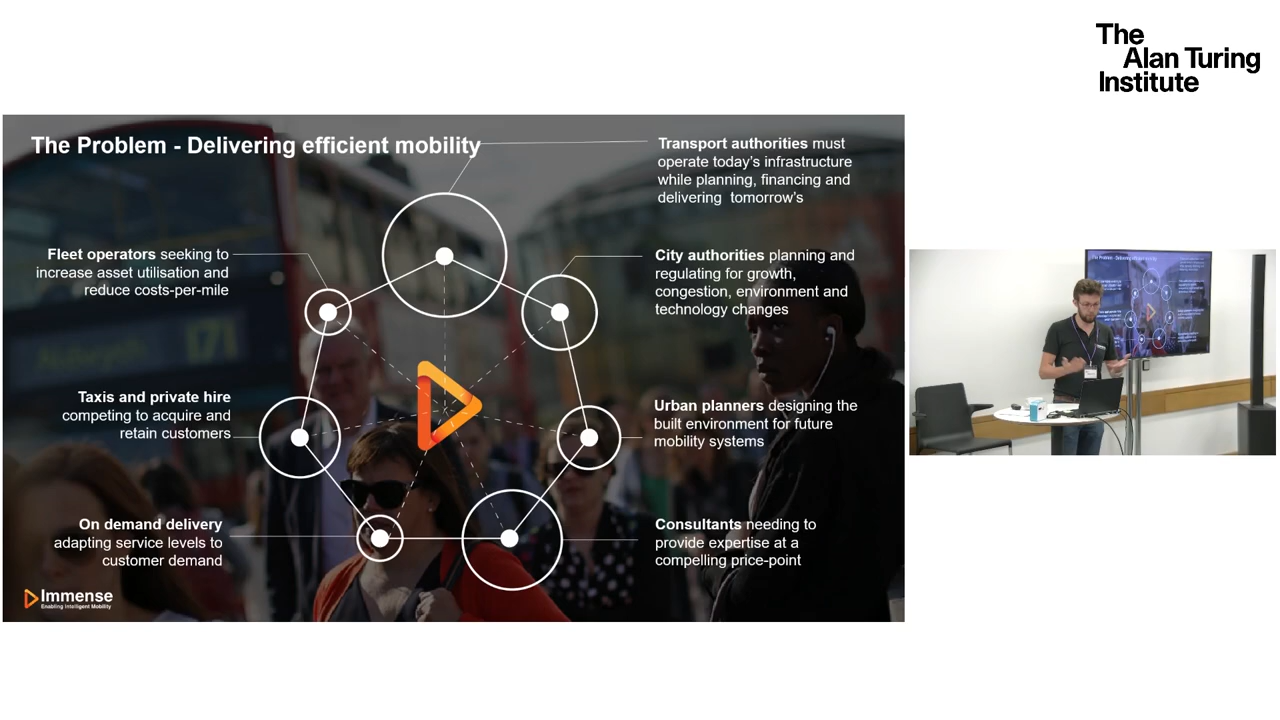 The
Alan Turing
Institute
The Problem - Delivering efficient mobility
Transport authorities must
operate today's infrastructure
while planning, financing and
delivering tomorrow's
Fleet operators seeking to
increase asset utilisation and
reduce costs-per-mile
City authorities planning and
regulating for growth,
congestion, environment and
technology changes
Taxis and private hire
competing to acquire and
retain customers
Urban planners designing the
built environment for future
mobility systems
On demand delivery
adapting service levels to
customer demand
Consultants needing to
provide expertise at a
compelling price-point
Immense
Enabling Intelligent Mobility
171